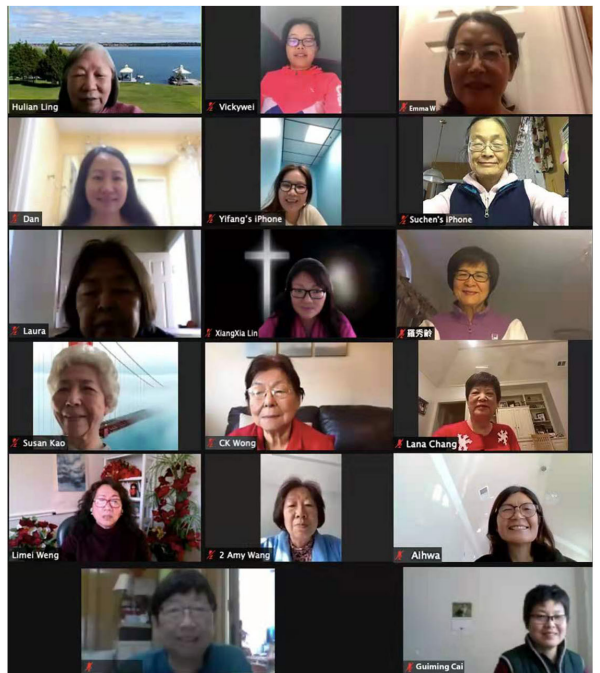 Hulian Ling
Vickywei
Emma W
Dan
Yifang's iPhone
Suchen's iPhone
Laura
XiangXia Lin
羅秀齡
Susan Kao
CK Wong
Lana Chang
Limei Weng
2 Amy Wang
Aihwa
Guiming Cai